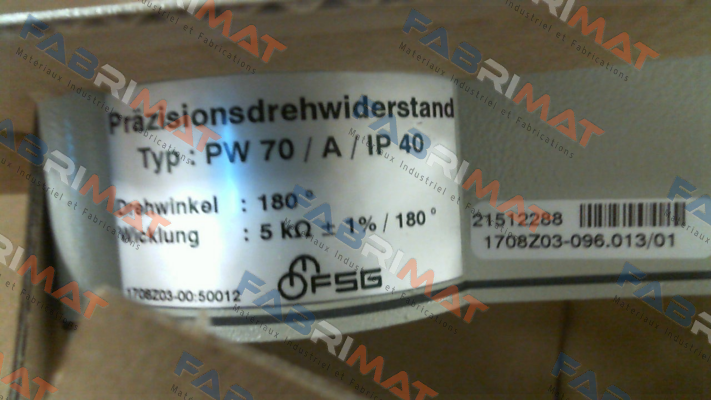 Präzisionsdrehwiderstand
Typ : PW 70 / A / IP 40
Drehwinkel : 180 °
Wicklung : 5 kΩ ± 1% / 180 °
FSG
1708Z03-00:50012
21512288
1708Z03-096.013/01
FABRIMAT
Materiaux Industriel et Fabrications